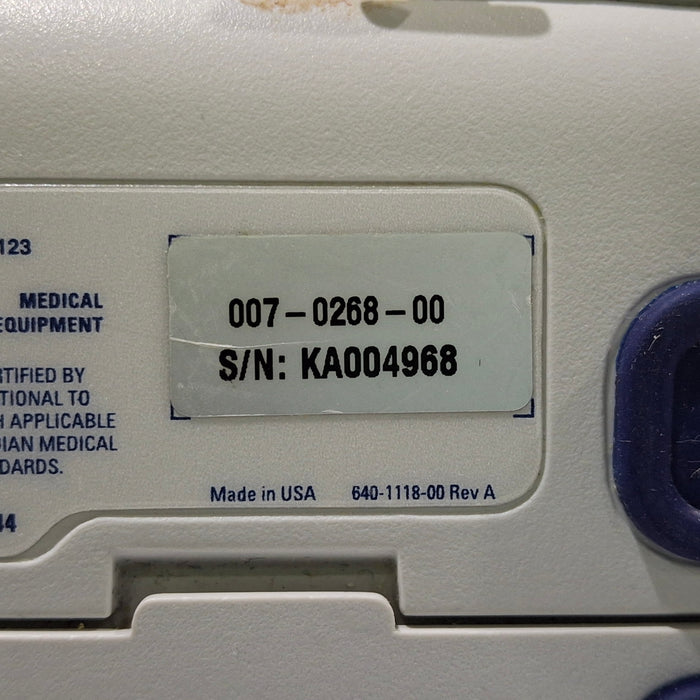 123
MEDICAL
EQUIPMENT
RTIFIED BY
TIONAL TO
H APPLICABLE
DIAN MEDICAL
DARDS.
44
007-0268-00
S/N: KA004968
Made in USA 640-1118-00 Rev A